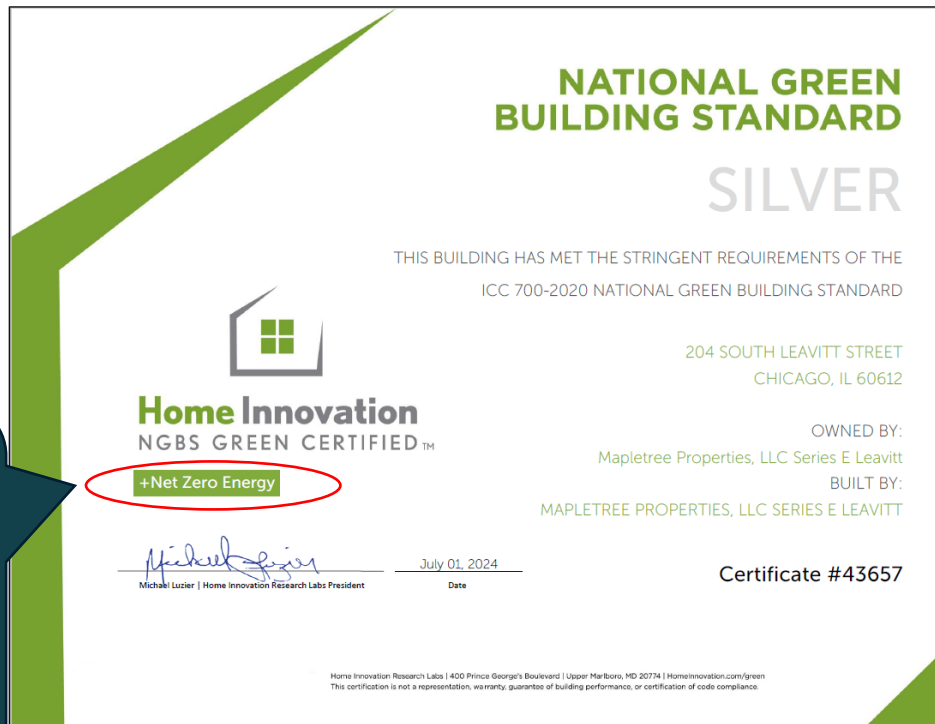 NATIONAL GREEN
BUILDING STANDARD
SILVER
THIS BUILDING HAS MET THE STRINGENT REQUIREMENTS OF THE
ICC 700-2020 NATIONAL GREEN BUILDING STANDARD
204 SOUTH LEAVITT STREET
CHICAGO, IL 60612
Home Innovation
NGBS GREEN CERTIFIED TM
+Net Zero Energy
OWNED BY:
Mapletree Properties, LLC Series E Leavitt
BUILT BY:
MAPLETREE PROPERTIES, LLC SERIES E LEAVITT
Michael Luzier
July 01, 2024
Michael Luzier | Home Innovation Research Labs President
Date
Certificate #43657
Home Innovation Research Labs | 400 Prince George's Boulevard | Upper Marlboro, MD 20774 | HomeInnovation.com/green
This certification is not a representation, warranty, guarantee of building performance, or certification of code compliance.